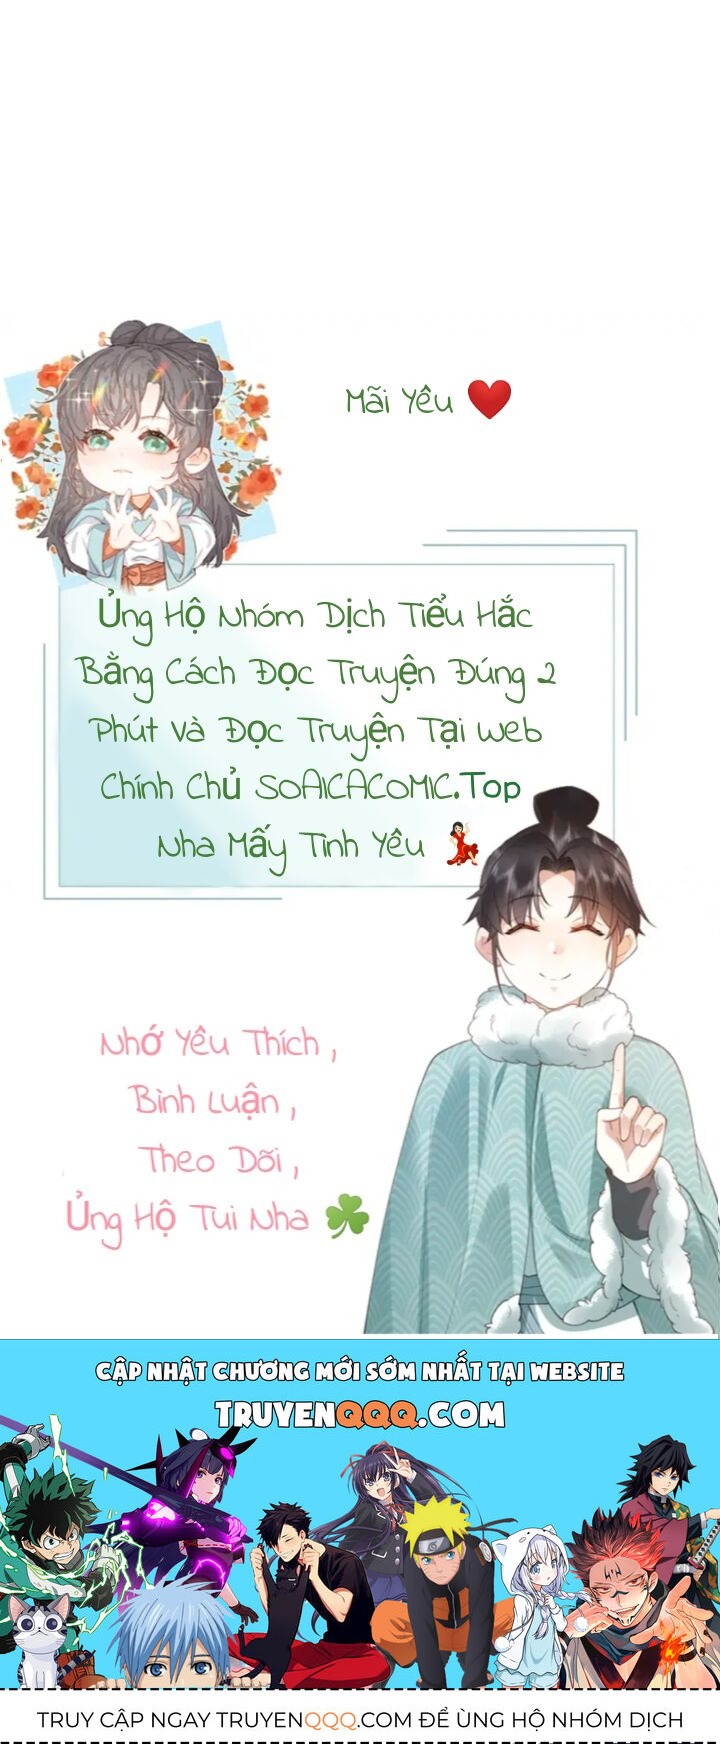 Mãi Yêu ❤️
Ủng Hộ Nhóm Dịch Tiểu Hắc
Bằng Cách Đọc Truyện Đúng 2
Phút và Đọc Truyện Tại web
Chính Chủ SOAICACOMIC.Top
Nha Mấy Tình Yêu 💃
Nhớ Yêu Thích ,
Bình Luận ,
Theo Dõi ,
Ủng Hộ Tui Nha ☘️
CẬP NHẬT CHƯƠNG MỚI SỚM NHẤT TẠI WEBSITE
TRUYENQQQ.COM
TRUY CẬP NGAY TRUYENQQQ.COM ĐỂ ỦNG HỘ NHÓM DỊCH